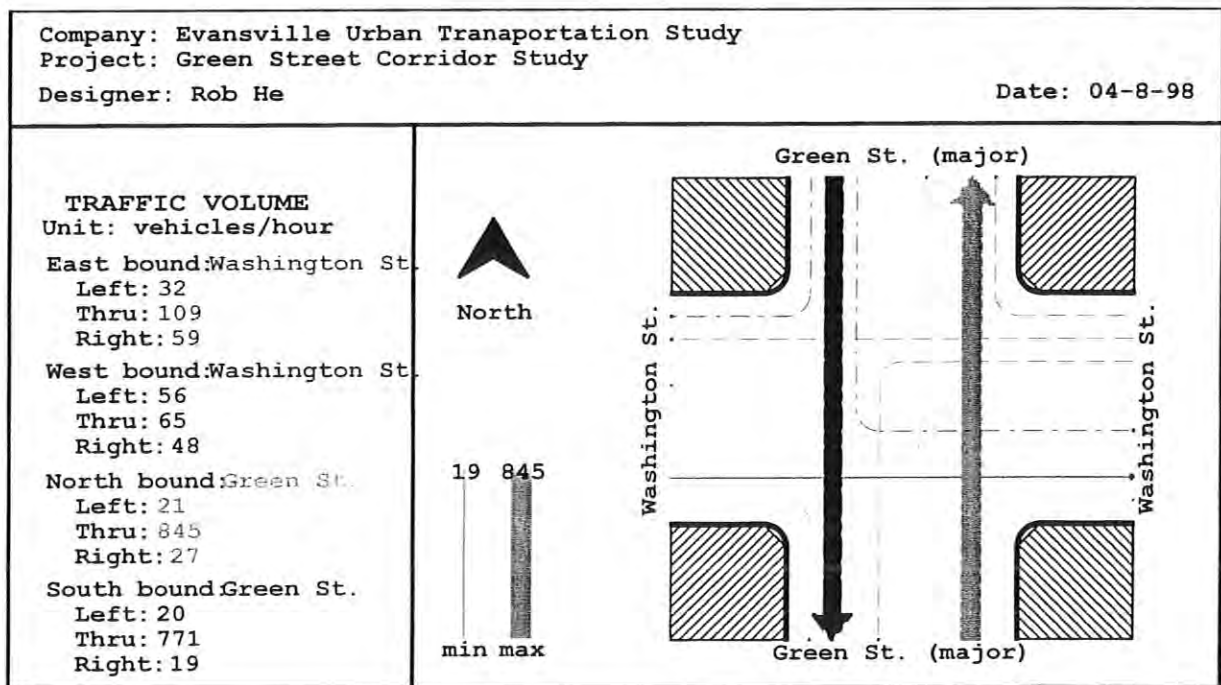 Company: Evansville Urban Tranaportation Study
Project: Green Street Corridor Study
Designer: Rob He
Date: 04-8-98
TRAFFIC VOLUME
Unit: vehicles/hour
East bound:Washington St.
Left: 32
Thru: 109
Right: 59
West bound:Washington St.
Left: 56
Thru: 65
Right: 48
North bound:Green St.
Left: 21
Thru: 845
Right: 27
South bound:Green St.
Left: 20
Thru: 771
Right: 19
North
19 845
min max
Green St. (major)
Washington St.
Washington St.
Green St. (major)